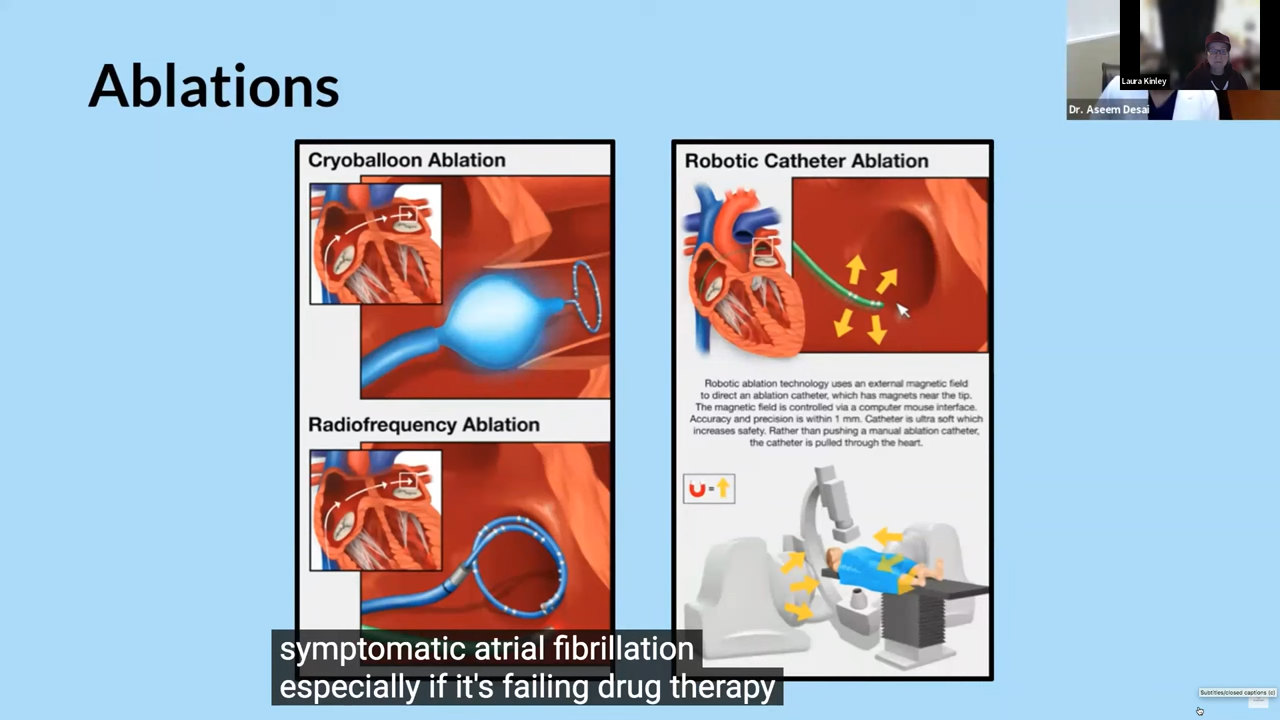 Ablations
Laura Kinley
Dr. Aseem Desai
Cryoballoon Ablation
Radiofrequency Ablation
Robotic Catheter Ablation
Robotic ablation technology uses an external magnetic field
to direct an ablation catheter, which has magnets near the tip.
The magnetic field is controlled via a computer mouse interface.
Accuracy and precision is within 1 mm. Catheter is ultra soft which
increases safety. Rather than pushing a manual ablation catheter,
the catheter is pulled through the heart.
=
symptomatic atrial fibrillation
especially if it's failing drug therapy
Subtitles/closed captions (c)